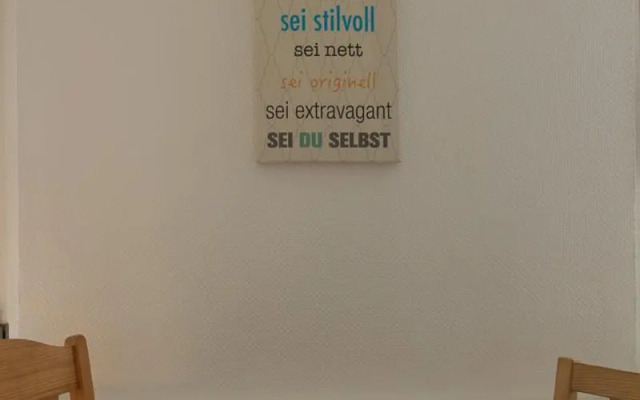 sei stilvoll
sei nett
sei originell
sei extravagant
SEI DU SELBST